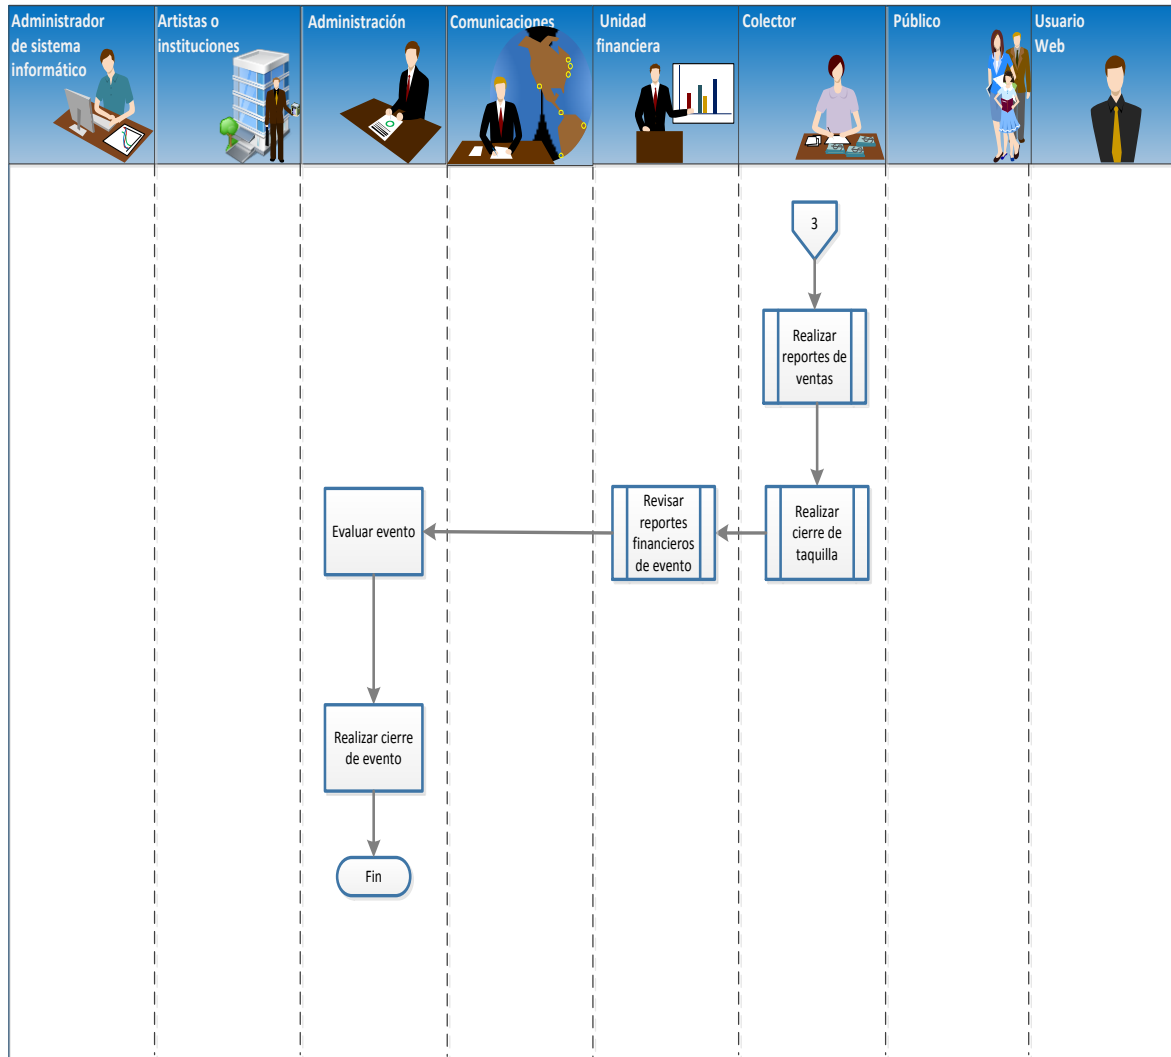 Administrador
de sistema
informático
Artistas o
instituciones
Administración
Comunicaciones
Unidad
financiera
Colector
Público
Usuario
Web
3
Realizar
reportes de
ventas
Realizar
cierre de
taquilla
Revisar
reportes
financieros
de evento
Evaluar evento
Realizar cierre
de evento
Fin